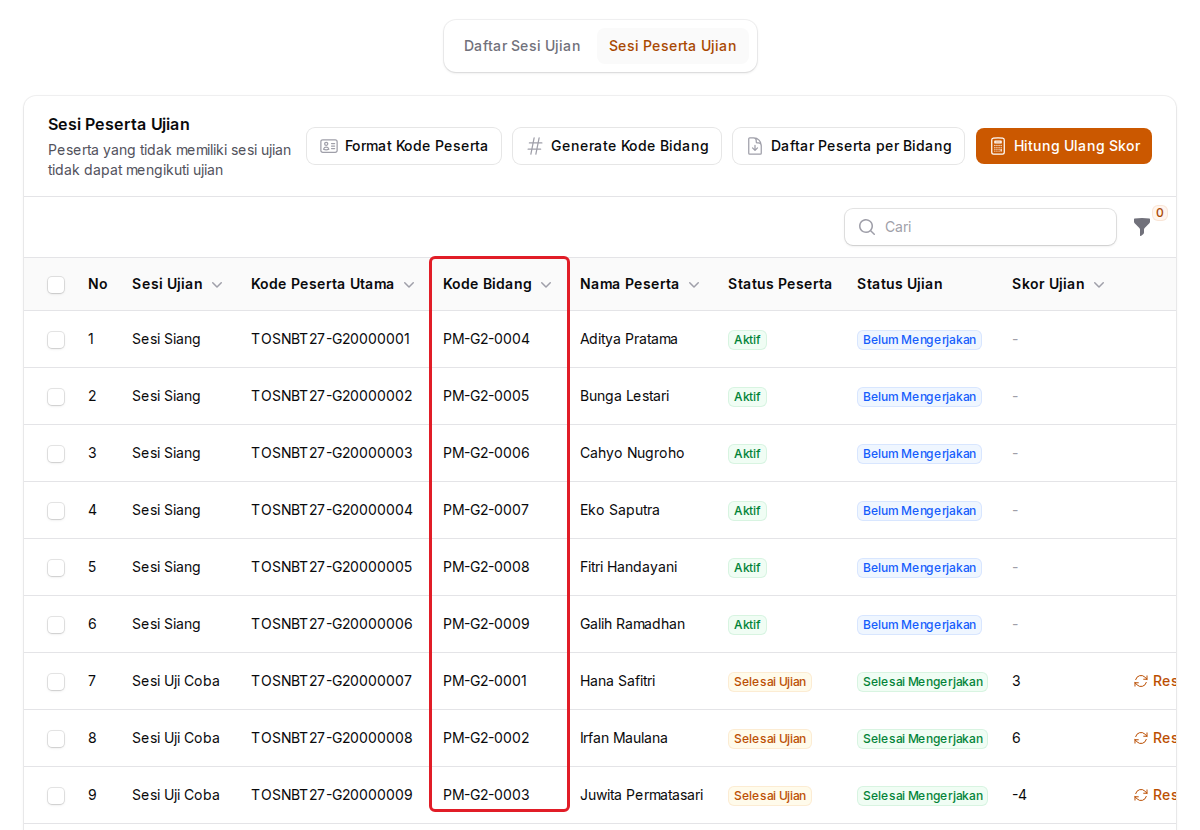 Daftar Sesi Ujian Sesi Peserta Ujian
Sesi Peserta Ujian
Peserta yang tidak memiliki sesi ujian
tidak dapat mengikuti ujian
Format Kode Peserta Generate Kode Bidang Daftar Peserta per Bidang Hitung Ulang Skor
Cari 0
No Sesi Ujian Kode Peserta Utama Kode Bidang Nama Peserta Status Peserta Status Ujian Skor Ujian
1 Sesi Siang TOSNBT27-G20000001 PM-G2-0004 Aditya Pratama Aktif Belum Mengerjakan -
2 Sesi Siang TOSNBT27-G20000002 PM-G2-0005 Bunga Lestari Aktif Belum Mengerjakan -
3 Sesi Siang TOSNBT27-G20000003 PM-G2-0006 Cahyo Nugroho Aktif Belum Mengerjakan -
4 Sesi Siang TOSNBT27-G20000004 PM-G2-0007 Eko Saputra Aktif Belum Mengerjakan -
5 Sesi Siang TOSNBT27-G20000005 PM-G2-0008 Fitri Handayani Aktif Belum Mengerjakan -
6 Sesi Siang TOSNBT27-G20000006 PM-G2-0009 Galih Ramadhan Aktif Belum Mengerjakan -
7 Sesi Uji Coba TOSNBT27-G20000007 PM-G2-0001 Hana Safitri Selesai Ujian Selesai Mengerjakan 3 Res
8 Sesi Uji Coba TOSNBT27-G20000008 PM-G2-0002 Irfan Maulana Selesai Ujian Selesai Mengerjakan 6 Res
9 Sesi Uji Coba TOSNBT27-G20000009 PM-G2-0003 Juwita Permatasari Selesai Ujian Selesai Mengerjakan -4 Res